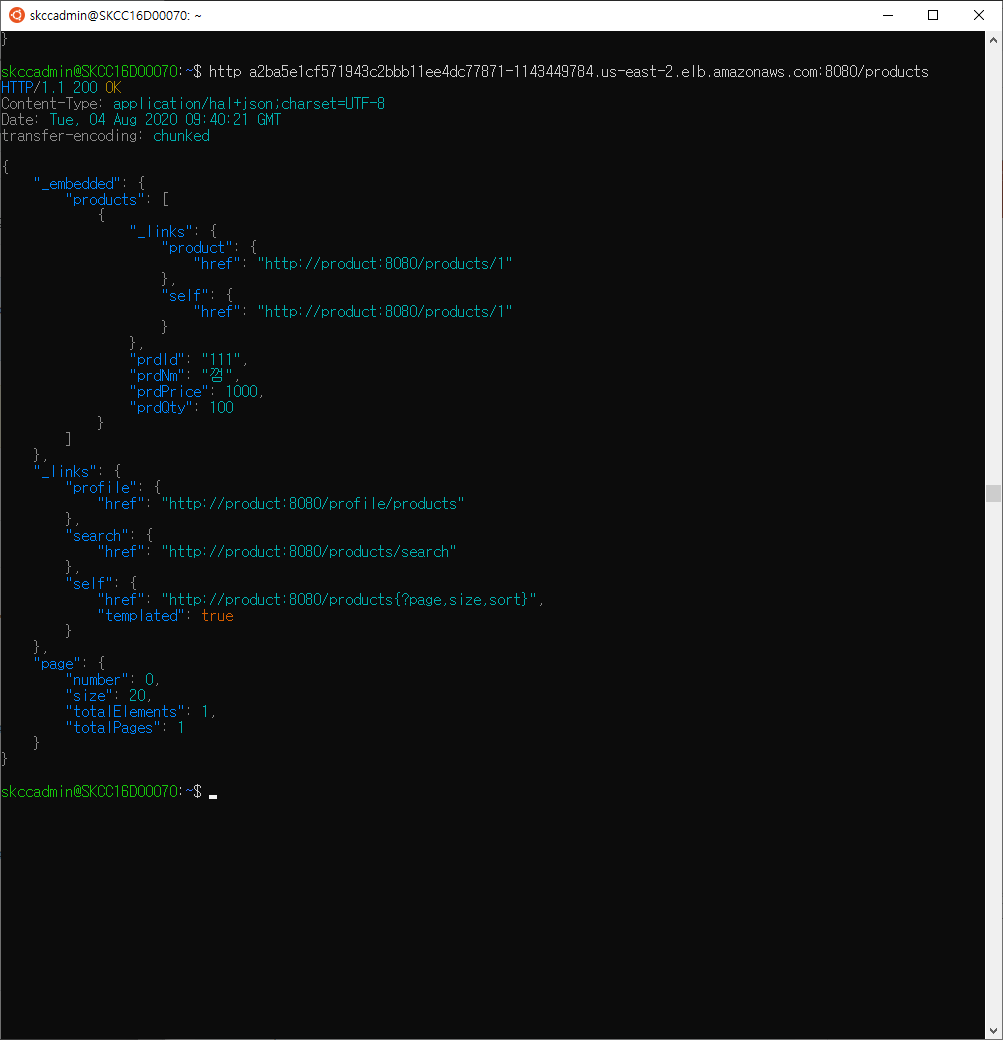 skccadmin@SKCC16D00070: ~
}
skccadmin@SKCC16D00070:~$ http a2ba5e1cf571943c2bbb11ee4dc77871-1143449784.us-east-2.elb.amazonaws.com:8080/products
HTTP/1.1 200 OK
Content-Type: application/hal+json;charset=UTF-8
Date: Tue, 04 Aug 2020 09:40:21 GMT
transfer-encoding: chunked
{
    "_embedded": {
        "products": [
            {
                "_links": {
                    "product": {
                        "href": "http://product:8080/products/1"
                    },
                    "self": {
                        "href": "http://product:8080/products/1"
                    }
                },
                "prdId": "111",
                "prdNm": "껌",
                "prdPrice": 1000,
                "prdQty": 100
            }
        ]
    },
    "_links": {
        "profile": {
            "href": "http://product:8080/profile/products"
        },
        "search": {
            "href": "http://product:8080/products/search"
        },
        "self": {
            "href": "http://product:8080/products{?page,size,sort}",
            "templated": true
        }
    },
    "page": {
        "number": 0,
        "size": 20,
        "totalElements": 1,
        "totalPages": 1
    }
}
skccadmin@SKCC16D00070:~$